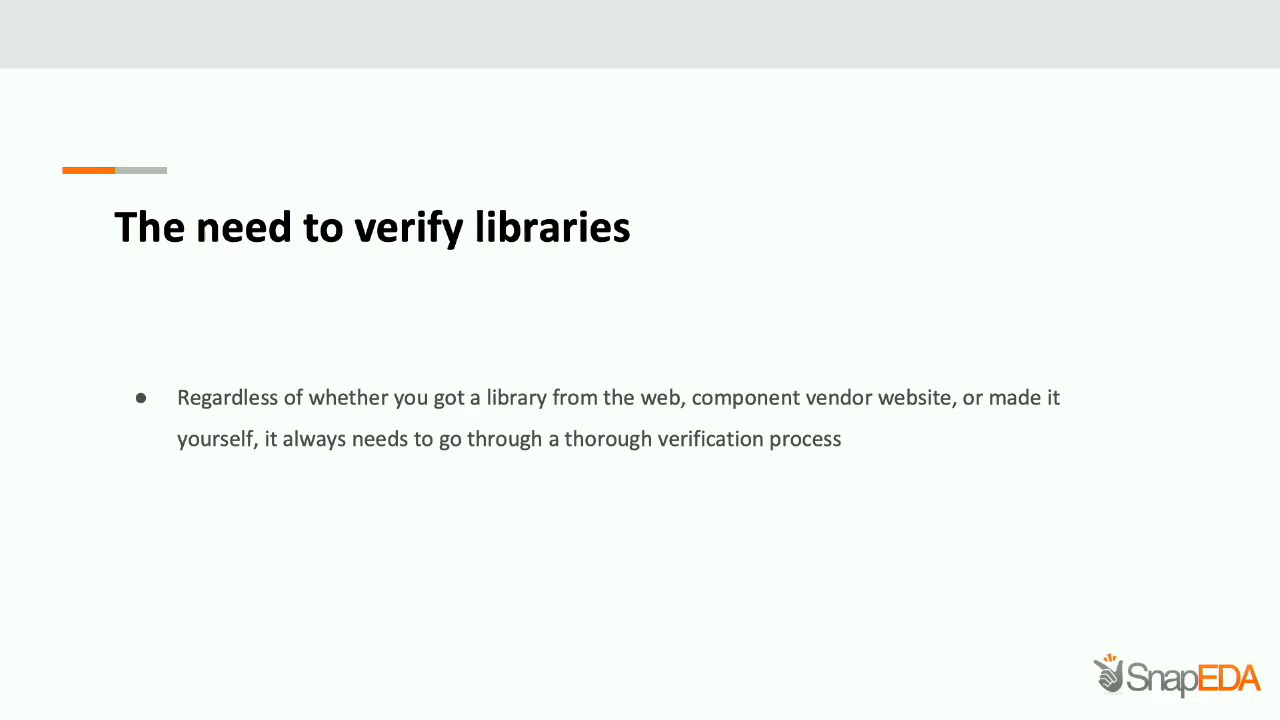 The need to verify libraries
● Regardless of whether you got a library from the web, component vendor website, or made it
yourself, it always needs to go through a thorough verification process
SnapEDA